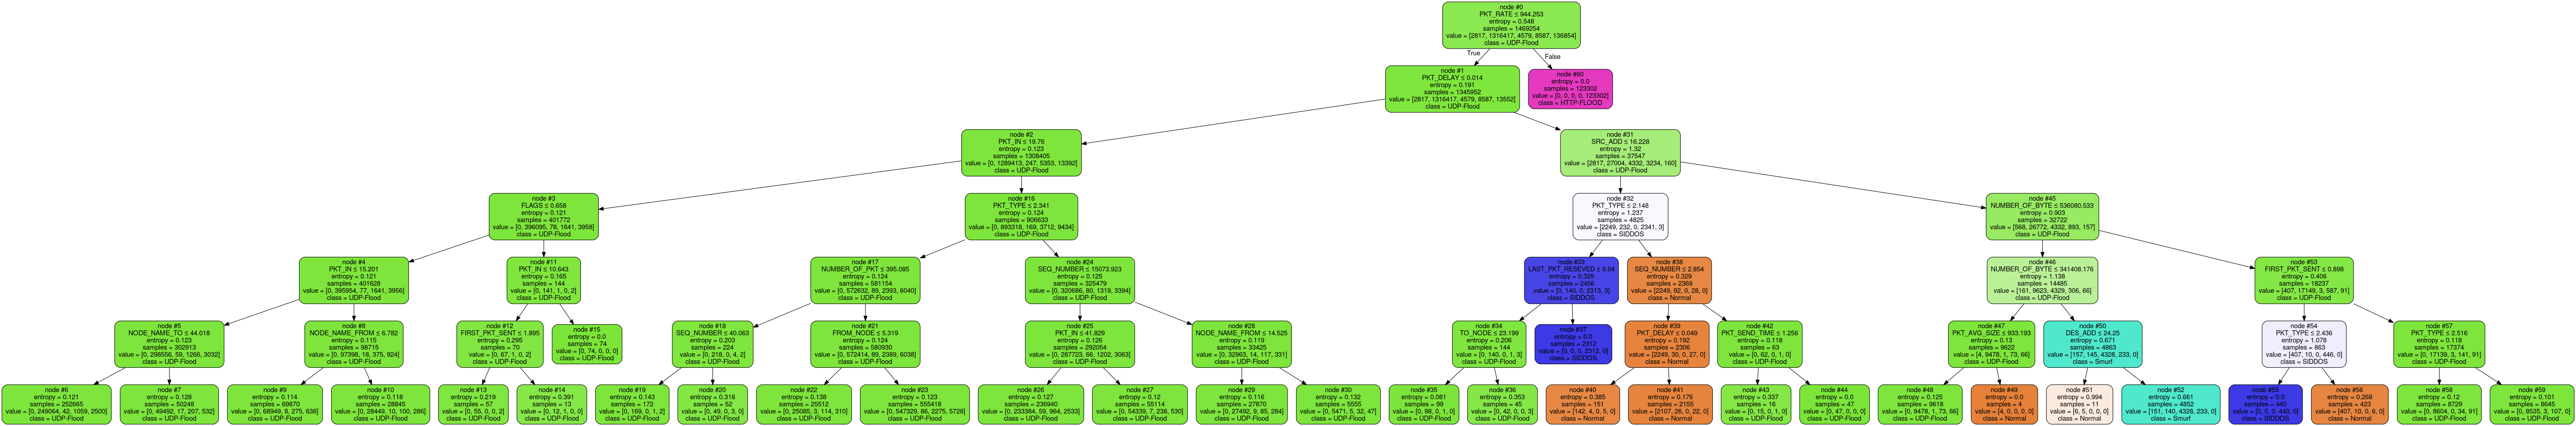 node #0
PKT_RATE ≤ 944.253
entropy = 0.548
samples = 1469254
value = [2817, 1316417, 4579, 8587, 136854]
class = UDP-Flood
True
False
node #1
PKT_DELAY ≤ 0.014
entropy = 0.191
samples = 1345952
value = [2817, 1316417, 4579, 8587, 13552]
class = UDP-Flood
node #60
entropy = 0.0
samples = 123302
value = [0, 0, 0, 0, 123302]
class = HTTP-FLOOD
node #2
PKT_IN ≤ 19.76
entropy = 0.123
samples = 1308405
value = [0, 1289413, 247, 5353, 13392]
class = UDP-Flood
node #31
SRC_ADD ≤ 16.228
entropy = 1.32
samples = 37547
value = [2817, 27004, 4332, 3234, 160]
class = UDP-Flood
node #3
FLAGS ≤ 0.658
entropy = 0.121
samples = 401772
value = [0, 396095, 78, 1641, 3958]
class = UDP-Flood
node #16
PKT_TYPE ≤ 2.341
entropy = 0.124
samples = 906633
value = [0, 893318, 169, 3712, 9434]
class = UDP-Flood
node #32
PKT_TYPE ≤ 2.148
entropy = 1.237
samples = 4825
value = [2249, 232, 0, 2341, 3]
class = SIDDOS
node #45
NUMBER_OF_BYTE ≤ 536080.533
entropy = 0.903
samples = 32722
value = [568, 26772, 4332, 893, 157]
class = UDP-Flood
node #4
PKT_IN ≤ 15.201
entropy = 0.121
samples = 401628
value = [0, 395954, 77, 1641, 3956]
class = UDP-Flood
node #11
PKT_IN ≤ 10.643
entropy = 0.165
samples = 144
value = [0, 141, 1, 0, 2]
class = UDP-Flood
node #17
NUMBER_OF_PKT ≤ 395.085
entropy = 0.124
samples = 581154
value = [0, 572632, 89, 2393, 6040]
class = UDP-Flood
node #24
SEQ_NUMBER ≤ 15073.923
entropy = 0.125
samples = 325479
value = [0, 320686, 80, 1319, 3394]
class = UDP-Flood
node #33
LAST_PKT_RESEVED ≤ 9.04
entropy = 0.329
samples = 2456
value = [0, 140, 0, 2313, 3]
class = SIDDOS
node #38
SEQ_NUMBER ≤ 2.854
entropy = 0.329
samples = 2369
value = [2249, 92, 0, 28, 0]
class = Normal
node #46
NUMBER_OF_BYTE ≤ 341408.176
entropy = 1.138
samples = 14485
value = [161, 9623, 4329, 306, 66]
class = UDP-Flood
node #53
FIRST_PKT_SENT ≤ 0.898
entropy = 0.406
samples = 18237
value = [407, 17149, 3, 587, 91]
class = UDP-Flood
node #5
NODE_NAME_TO ≤ 44.018
entropy = 0.123
samples = 302913
value = [0, 298556, 59, 1266, 3032]
class = UDP-Flood
node #8
NODE_NAME_FROM ≤ 6.782
entropy = 0.115
samples = 98715
value = [0, 97398, 18, 375, 924]
class = UDP-Flood
node #12
FIRST_PKT_SENT ≤ 1.895
entropy = 0.295
samples = 70
value = [0, 67, 1, 0, 2]
class = UDP-Flood
node #15
entropy = 0.0
samples = 74
value = [0, 74, 0, 0, 0]
class = UDP-Flood
node #18
SEQ_NUMBER ≤ 40.063
entropy = 0.203
samples = 224
value = [0, 218, 0, 4, 2]
class = UDP-Flood
node #21
FROM_NODE ≤ 5.319
entropy = 0.124
samples = 580930
value = [0, 572414, 89, 2389, 6038]
class = UDP-Flood
node #25
PKT_IN ≤ 41.829
entropy = 0.126
samples = 292054
value = [0, 287723, 66, 1202, 3063]
class = UDP-Flood
node #28
NODE_NAME_FROM ≤ 14.525
entropy = 0.119
samples = 33425
value = [0, 32963, 14, 117, 331]
class = UDP-Flood
node #34
TO_NODE ≤ 23.199
entropy = 0.206
samples = 144
value = [0, 140, 0, 1, 3]
class = UDP-Flood
node #37
entropy = 0.0
samples = 2312
value = [0, 0, 0, 2312, 0]
class = SIDDOS
node #39
PKT_DELAY ≤ 0.049
entropy = 0.192
samples = 2306
value = [2249, 30, 0, 27, 0]
class = Normal
node #42
PKT_SEND_TIME ≤ 1.256
entropy = 0.118
samples = 63
value = [0, 62, 0, 1, 0]
class = UDP-Flood
node #47
PKT_AVG_SIZE ≤ 933.193
entropy = 0.13
samples = 9622
value = [4, 9478, 1, 73, 66]
class = UDP-Flood
node #50
DES_ADD ≤ 24.25
entropy = 0.671
samples = 4863
value = [157, 145, 4328, 233, 0]
class = Smurf
node #54
PKT_TYPE ≤ 2.436
entropy = 1.078
samples = 863
value = [407, 10, 0, 446, 0]
class = SIDDOS
node #57
PKT_TYPE ≤ 2.516
entropy = 0.118
samples = 17374
value = [0, 17139, 3, 141, 91]
class = UDP-Flood
node #6
entropy = 0.121
samples = 252665
value = [0, 249064, 42, 1059, 2500]
class = UDP-Flood
node #7
entropy = 0.128
samples = 50248
value = [0, 49492, 17, 207, 532]
class = UDP-Flood
node #9
entropy = 0.114
samples = 69870
value = [0, 68949, 8, 275, 638]
class = UDP-Flood
node #10
entropy = 0.118
samples = 28845
value = [0, 28449, 10, 100, 286]
class = UDP-Flood
node #13
entropy = 0.219
samples = 57
value = [0, 55, 0, 0, 2]
class = UDP-Flood
node #14
entropy = 0.391
samples = 13
value = [0, 12, 1, 0, 0]
class = UDP-Flood
node #19
entropy = 0.143
samples = 172
value = [0, 169, 0, 1, 2]
class = UDP-Flood
node #20
entropy = 0.318
samples = 52
value = [0, 49, 0, 3, 0]
class = UDP-Flood
node #22
entropy = 0.138
samples = 25512
value = [0, 25085, 3, 114, 310]
class = UDP-Flood
node #23
entropy = 0.123
samples = 555418
value = [0, 547329, 86, 2275, 5728]
class = UDP-Flood
node #26
entropy = 0.127
samples = 236940
value = [0, 233384, 59, 964, 2533]
class = UDP-Flood
node #27
entropy = 0.12
samples = 55114
value = [0, 54339, 7, 238, 530]
class = UDP-Flood
node #29
entropy = 0.116
samples = 27870
value = [0, 27492, 9, 85, 284]
class = UDP-Flood
node #30
entropy = 0.132
samples = 5555
value = [0, 5471, 5, 32, 47]
class = UDP-Flood
node #35
entropy = 0.081
samples = 99
value = [0, 98, 0, 1, 0]
class = UDP-Flood
node #36
entropy = 0.353
samples = 45
value = [0, 42, 0, 0, 3]
class = UDP-Flood
node #40
entropy = 0.385
samples = 151
value = [142, 4, 0, 5, 0]
class = Normal
node #41
entropy = 0.176
samples = 2155
value = [2107, 26, 0, 22, 0]
class = Normal
node #43
entropy = 0.337
samples = 16
value = [0, 15, 0, 1, 0]
class = UDP-Flood
node #44
entropy = 0.0
samples = 47
value = [0, 47, 0, 0, 0]
class = UDP-Flood
node #48
entropy = 0.125
samples = 9618
value = [0, 9478, 1, 73, 66]
class = UDP-Flood
node #49
entropy = 0.0
samples = 4
value = [4, 0, 0, 0, 0]
class = Normal
node #51
entropy = 0.994
samples = 11
value = [6, 5, 0, 0, 0]
class = Normal
node #52
entropy = 0.661
samples = 4852
value = [151, 140, 4328, 233, 0]
class = Smurf
node #55
entropy = 0.0
samples = 440
value = [0, 0, 0, 440, 0]
class = SIDDOS
node #56
entropy = 0.268
samples = 423
value = [407, 10, 0, 6, 0]
class = Normal
node #58
entropy = 0.12
samples = 8729
value = [0, 8604, 0, 34, 91]
class = UDP-Flood
node #59
entropy = 0.101
samples = 8645
value = [0, 8535, 3, 107, 0]
class = UDP-Flood